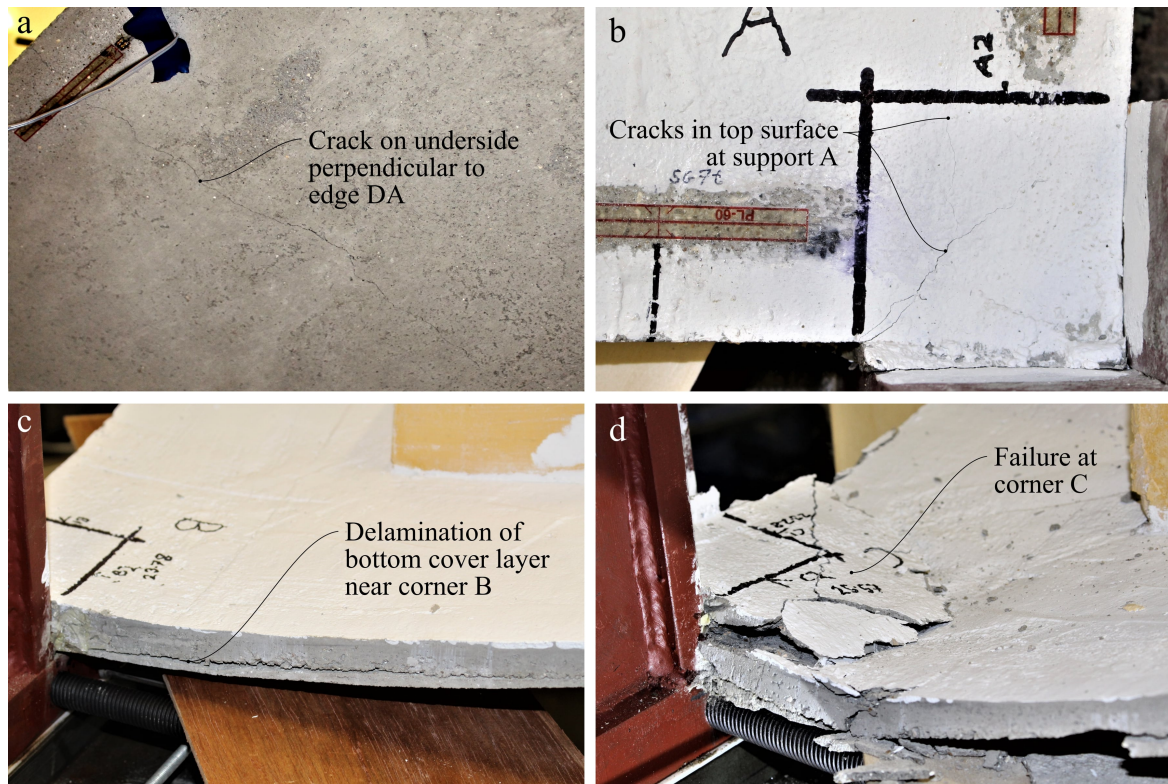 a
Crack on underside
perpendicular to
edge DA
b
A
A2
Cracks in top surface
at support A
SG7t
PL-60
c
B
Delamination of
bottom cover layer
near corner B
d
Failure at
corner C